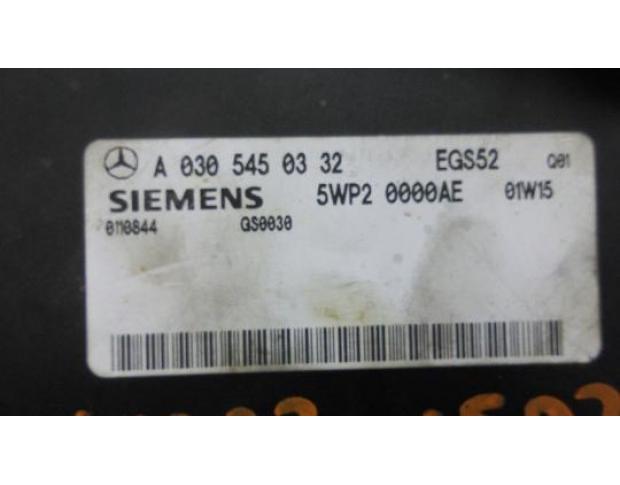 A 030 545 03 32 EGS52 Q01
SIEMENS 5WP2 0000AE 01W15
0110844 GS0030